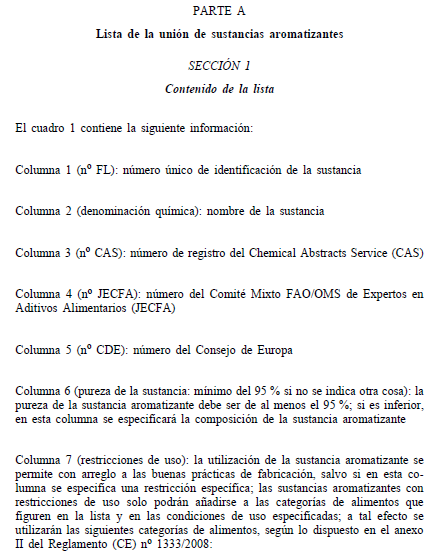 PARTE A
Lista de la unión de sustancias aromatizantes
SECCIÓN 1
Contenido de la lista
El cuadro 1 contiene la siguiente información:
Columna 1 (nº FL): número único de identificación de la sustancia
Columna 2 (denominación química): nombre de la sustancia
Columna 3 (nº CAS): número de registro del Chemical Abstracts Service (CAS)
Columna 4 (nº JECFA): número del Comité Mixto FAO/OMS de Expertos en
Aditivos Alimentarios (JECFA)
Columna 5 (nº CDE): número del Consejo de Europa
Columna 6 (pureza de la sustancia: mínimo del 95 % si no se indica otra cosa): la
pureza de la sustancia aromatizante debe ser de al menos el 95 %; si es inferior,
en esta columna se especificará la composición de la sustancia aromatizante
Columna 7 (restricciones de uso): la utilización de la sustancia aromatizante se
permite con arreglo a las buenas prácticas de fabricación, salvo si en esta co-
lumna se especifica una restricción específica; las sustancias aromatizantes con
restricciones de uso solo podrán añadirse a las categorías de alimentos que
figuren en la lista y en las condiciones de uso especificadas; a tal efecto se
utilizarán las siguientes categorías de alimentos, según lo dispuesto en el anexo
II del Reglamento (CE) nº 1333/2008: